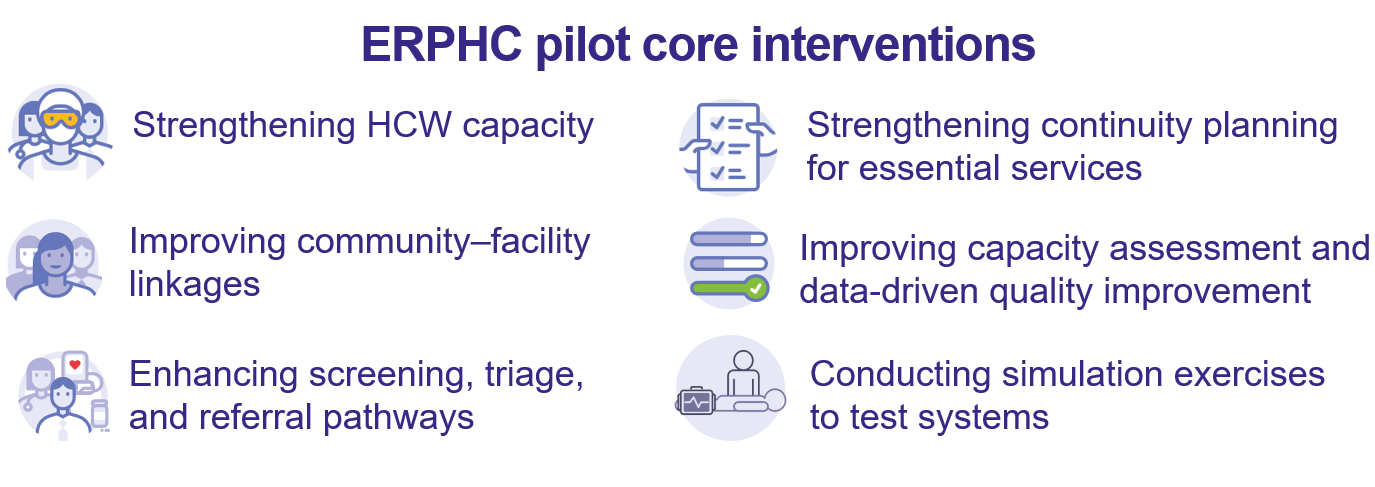 ERPHC pilot core interventions
Strengthening HCW capacity
Improving community–facility
linkages
Enhancing screening, triage,
and referral pathways
Strengthening continuity planning
for essential services
Improving capacity assessment and
data-driven quality improvement
Conducting simulation exercises
to test systems